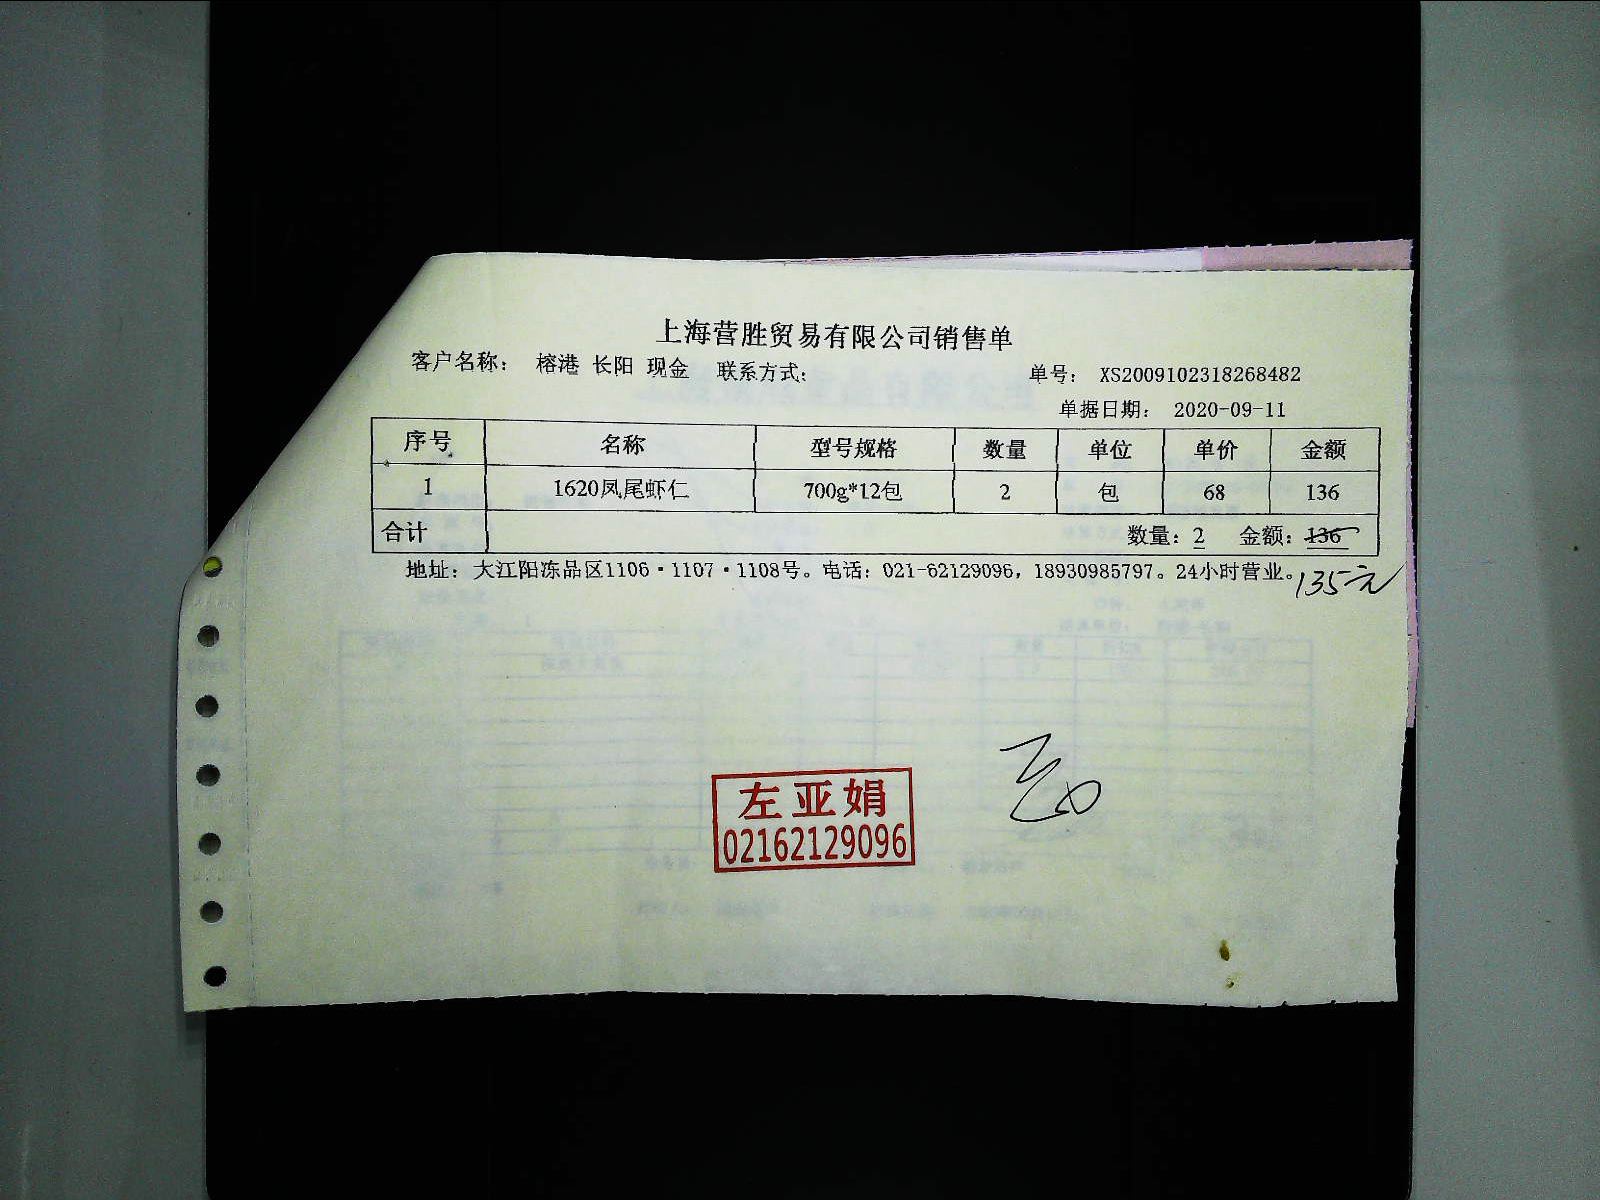 上海营胜贸易有限公司销售单
客户名称: 榕港 长阳 现金 联系方式: 单号: XS2009102318268482
单据日期: 2020-09-11
序号 名称 型号规格 数量 单位 单价 金额
1 1620凤尾虾仁 700g*12包 2 包 68 136
合计 数量: 2 金额: 136
地址: 大江阳冻品区1106·1107·1108号。电话: 021-62129096, 18930985797。24小时营业。
135元
左亚娟
02162129096